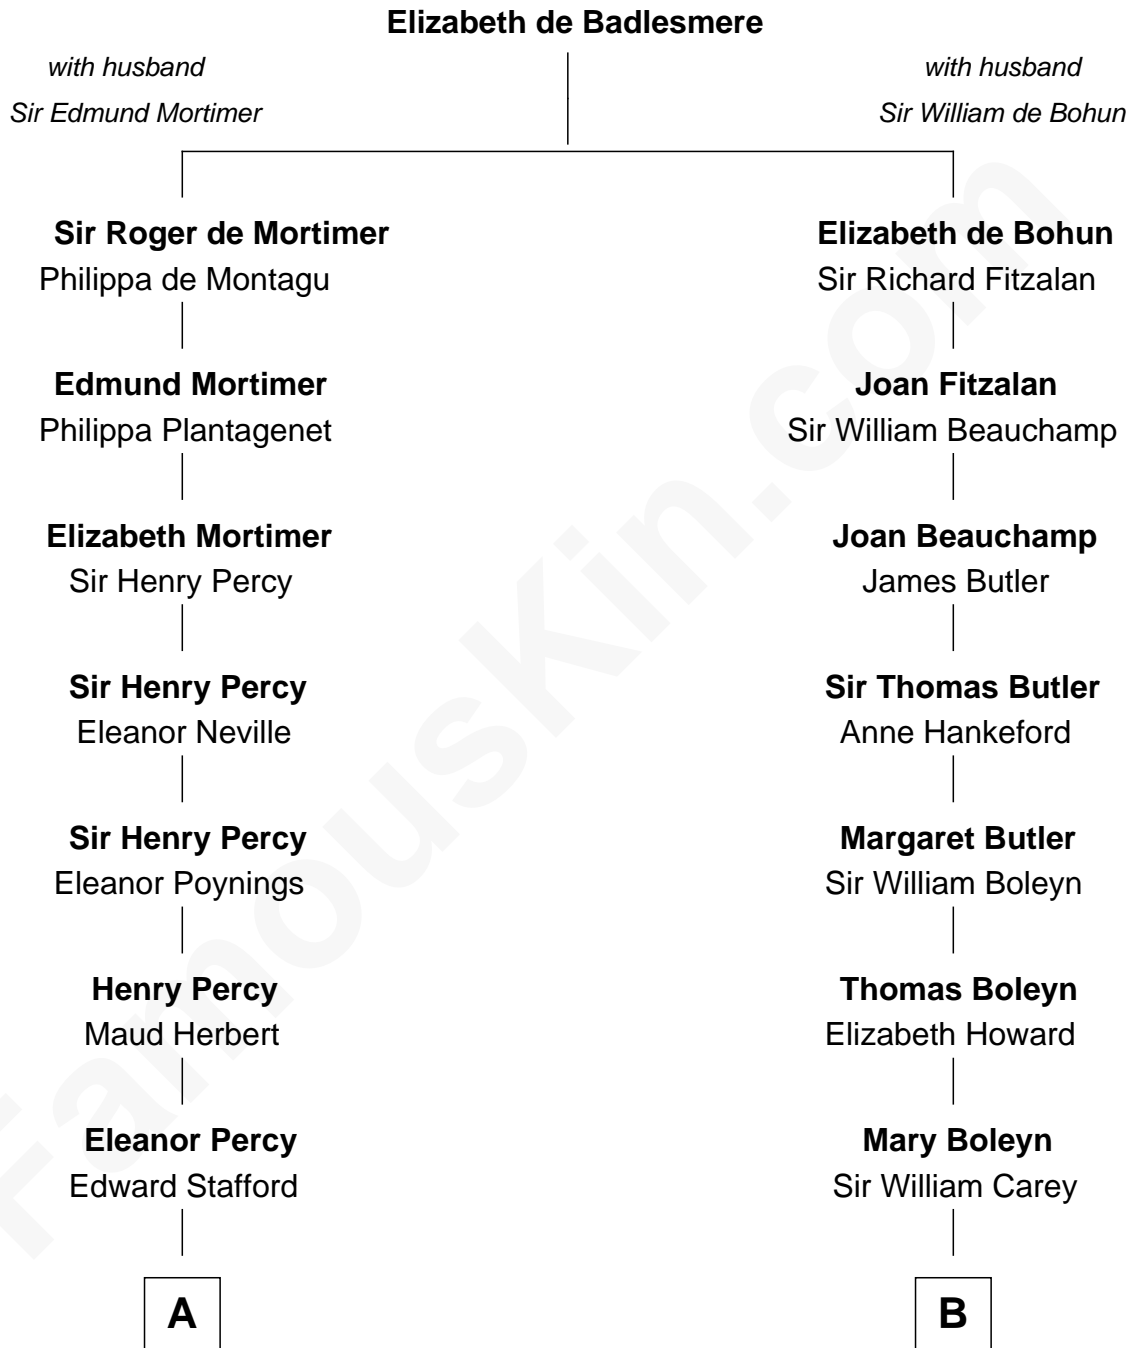 Elizabeth de Badlesmere
with husband
Sir Edmund Mortimer
with husband
Sir William de Bohun
Sir Roger de Mortimer
Philippa de Montagu
Elizabeth de Bohun
Sir Richard Fitzalan
Edmund Mortimer
Philippa Plantagenet
Joan Fitzalan
Sir William Beauchamp
Elizabeth Mortimer
Sir Henry Percy
Joan Beauchamp
James Butler
Sir Henry Percy
Eleanor Neville
Sir Thomas Butler
Anne Hankeford
Sir Henry Percy
Eleanor Poynings
Margaret Butler
Sir William Boleyn
Henry Percy
Maud Herbert
Thomas Boleyn
Elizabeth Howard
Eleanor Percy
Edward Stafford
Mary Boleyn
Sir William Carey
A
B
FamousKin.com